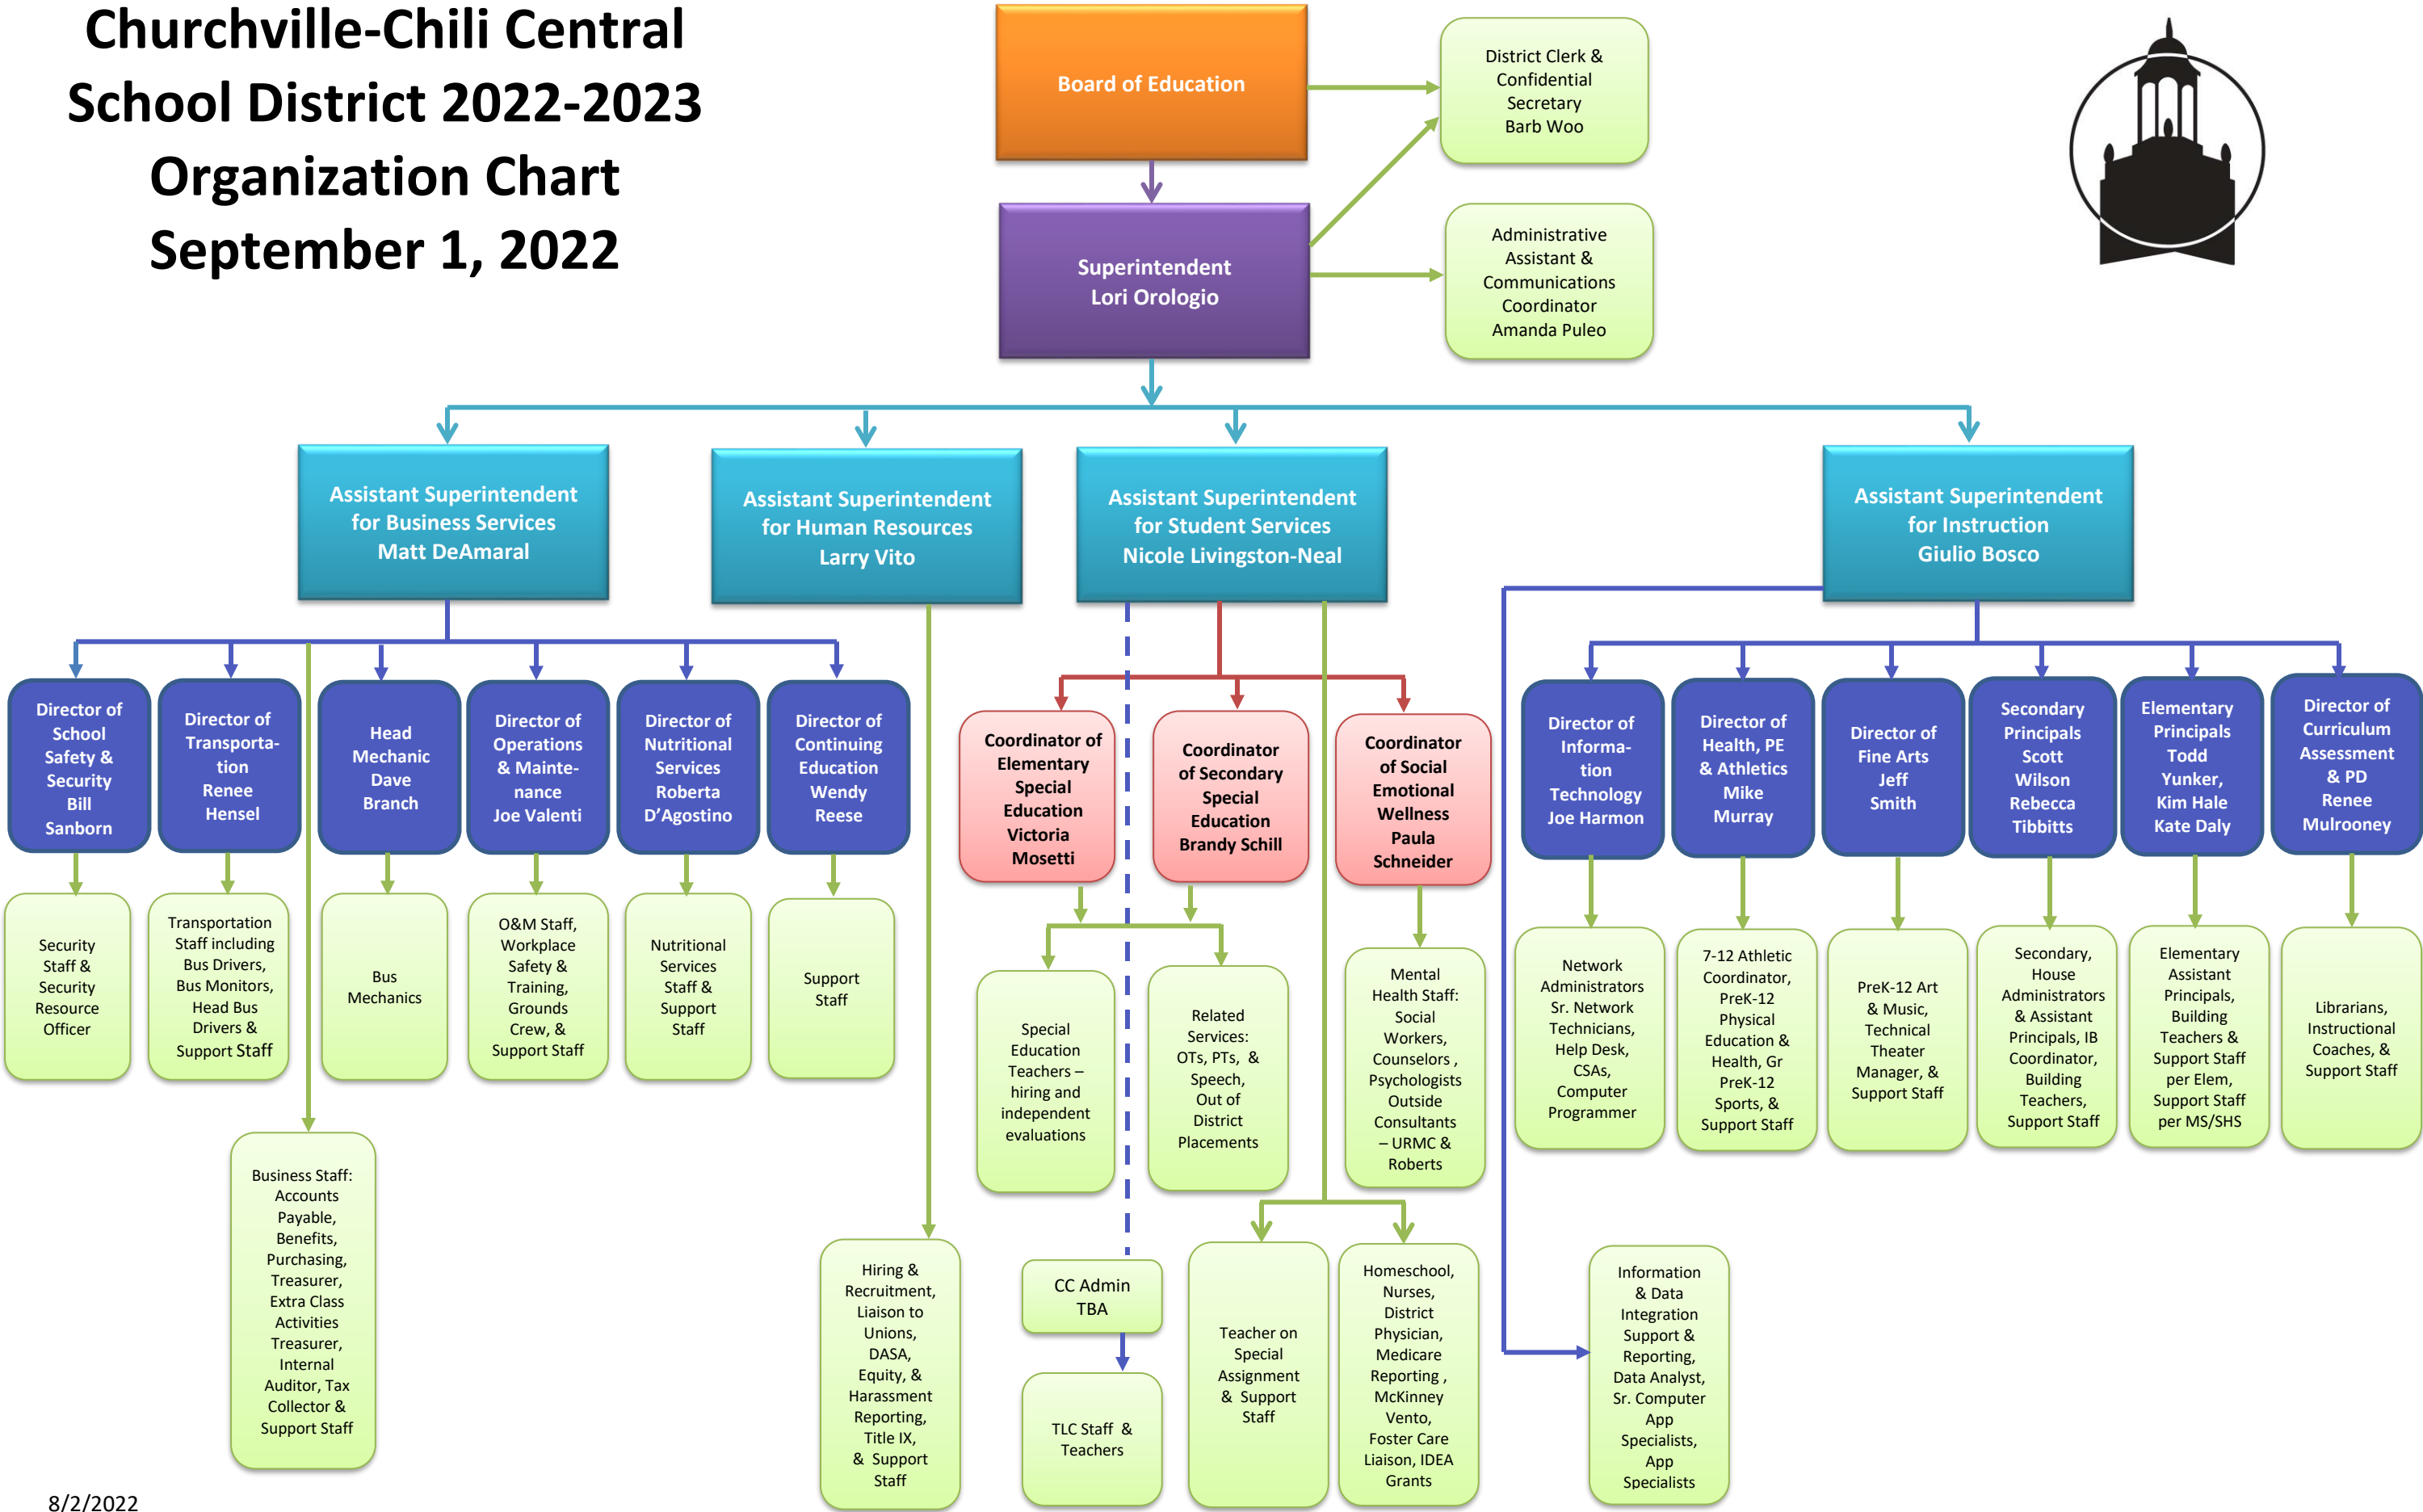 Churchville-Chili Central
School District 2022-2023
Organization Chart
September 1, 2022
Board of Education
District Clerk &
Confidential
Secretary
Barb Woo
Superintendent
Lori Orologio
Administrative
Assistant &
Communications
Coordinator
Amanda Puleo
Assistant Superintendent
for Business Services
Matt DeAmaral
Assistant Superintendent
for Human Resources
Larry Vito
Assistant Superintendent
for Student Services
Nicole Livingston-Neal
Assistant Superintendent
for Instruction
Giulio Bosco
Director of
School
Safety &
Security
Bill
Sanborn
Director of
Transporta-
tion
Renee
Hensel
Head
Mechanic
Dave
Branch
Director of
Operations
& Mainte-
nance
Joe Valenti
Director of
Nutritional
Services
Roberta
D’Agostino
Director of
Continuing
Education
Wendy
Reese
Coordinator of
Elementary
Special
Education
Victoria
Mosetti
Coordinator
of Secondary
Special
Education
Brandy Schill
Coordinator
of Social
Emotional
Wellness
Paula
Schneider
Director of
Informa-
tion
Technology
Joe Harmon
Director of
Health, PE
& Athletics
Mike
Murray
Director of
Fine Arts
Jeff
Smith
Secondary
Principals
Scott
Wilson
Rebecca
Tibbitts
Elementary
Principals
Todd
Yunker,
Kim Hale
Kate Daly
Director of
Curriculum
Assessment
& PD
Renee
Mulrooney
Security
Staff &
Security
Resource
Officer
Transportation
Staff including
Bus Drivers,
Bus Monitors,
Head Bus
Drivers &
Support Staff
Bus
Mechanics
O&M Staff,
Workplace
Safety &
Training,
Grounds
Crew, &
Support Staff
Nutritional
Services
Staff &
Support
Staff
Support
Staff
Special
Education
Teachers –
hiring and
independent
evaluations
Related
Services:
OTs, PTs, &
Speech,
Out of
District
Placements
Mental
Health Staff:
Social
Workers,
Counselors ,
Psychologists
Outside
Consultants
– URMC &
Roberts
Network
Administrators
Sr. Network
Technicians,
Help Desk,
CSAs,
Computer
Programmer
7-12 Athletic
Coordinator,
PreK-12
Physical
Education &
Health, Gr
PreK-12
Sports, &
Support Staff
PreK-12 Art
& Music,
Technical
Theater
Manager, &
Support Staff
Secondary,
House
Administrators
& Assistant
Principals, IB
Coordinator,
Building
Teachers,
Support Staff
Elementary
Assistant
Principals,
Building
Teachers &
Support Staff
per Elem,
Support Staff
per MS/SHS
Librarians,
Instructional
Coaches, &
Support Staff
Business Staff:
Accounts
Payable,
Benefits,
Purchasing,
Treasurer,
Extra Class
Activities
Treasurer,
Internal
Auditor, Tax
Collector &
Support Staff
Hiring &
Recruitment,
Liaison to
Unions,
DASA,
Equity, &
Harassment
Reporting,
Title IX,
& Support
Staff
CC Admin
TBA
TLC Staff &
Teachers
Teacher on
Special
Assignment
& Support
Staff
Homeschool,
Nurses,
District
Physician,
Medicare
Reporting ,
McKinney
Vento,
Foster Care
Liaison, IDEA
Grants
Information
& Data
Integration
Support &
Reporting,
Data Analyst,
Sr. Computer
App
Specialists,
App
Specialists
8/2/2022